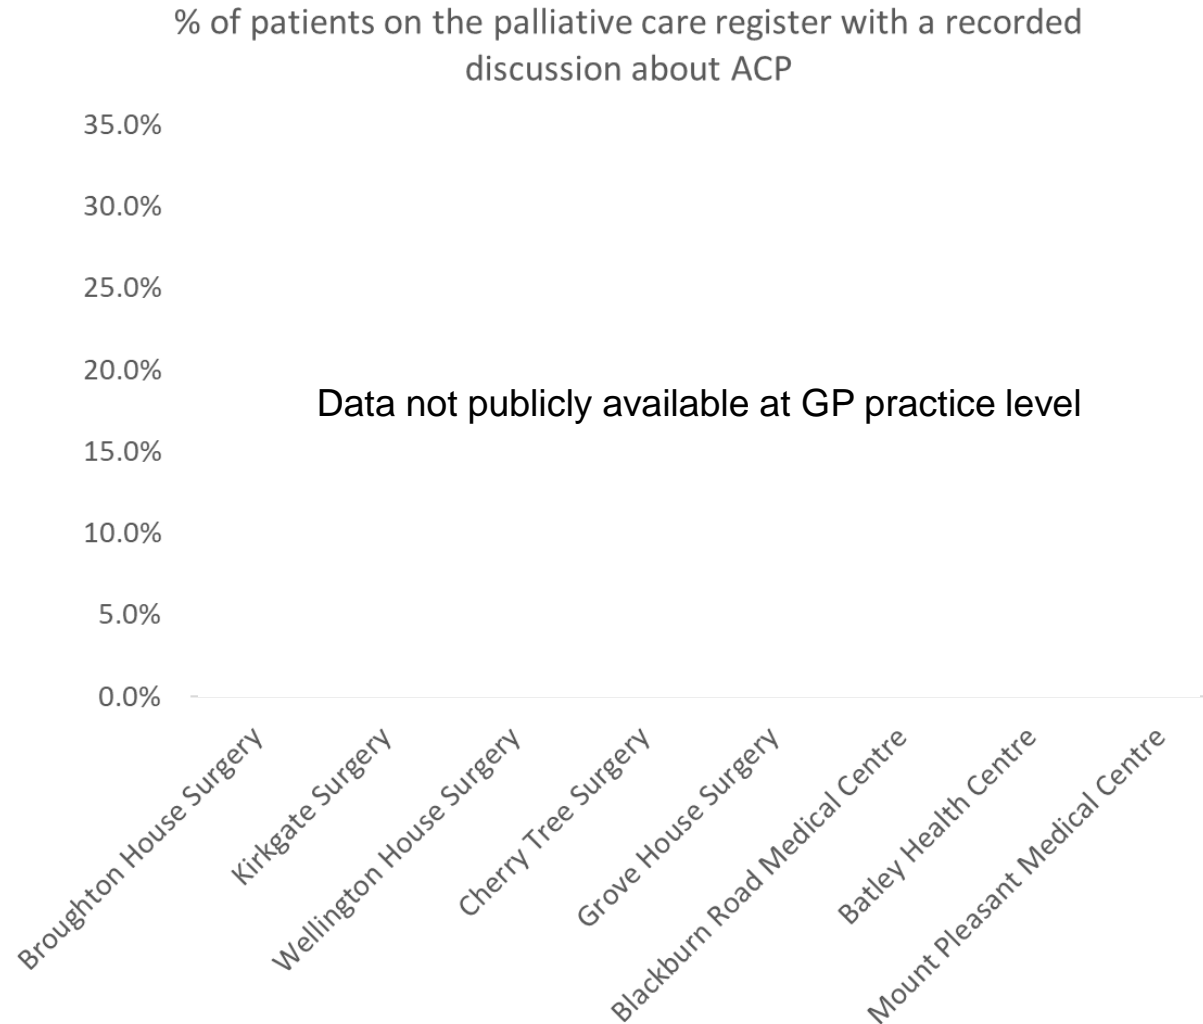 % of patients on the palliative care register with a recorded
discussion about ACP
35.0%
30.0%
25.0%
20.0%
Data not publicly available at GP practice level
15.0%
10.0%
5.0%
0.0%
Broughton House Surgery
Kirkgate Surgery
Wellington House Surgery
Cherry Tree Surgery
Grove House Surgery
Blackburn Road Medical Centre
Batley Health Centre
Mount Pleasant Medical Centre